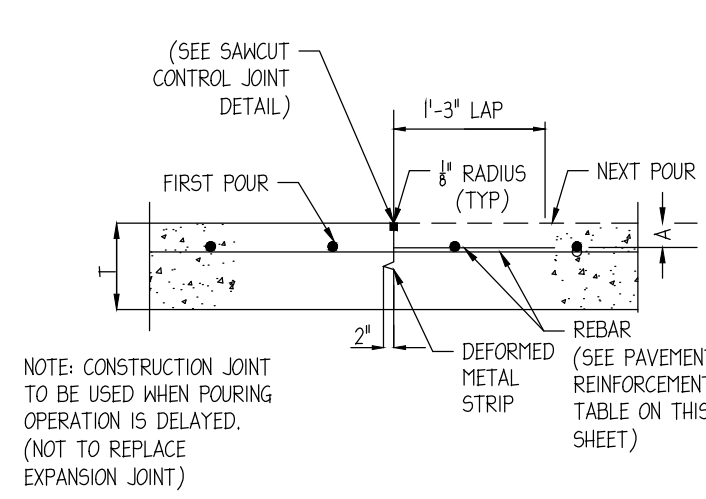 (SEE SAWCUT
CONTROL JOINT
DETAIL)
1'-3" LAP
FIRST POUR
1/8" RADIUS
(TYP)
NEXT POUR
A
T
2"
DEFORMED
METAL
STRIP
REBAR
(SEE PAVEMENT
REINFORCEMENT
TABLE ON THIS
SHEET)
NOTE: CONSTRUCTION JOINT
TO BE USED WHEN POURING
OPERATION IS DELAYED.
(NOT TO REPLACE
EXPANSION JOINT)